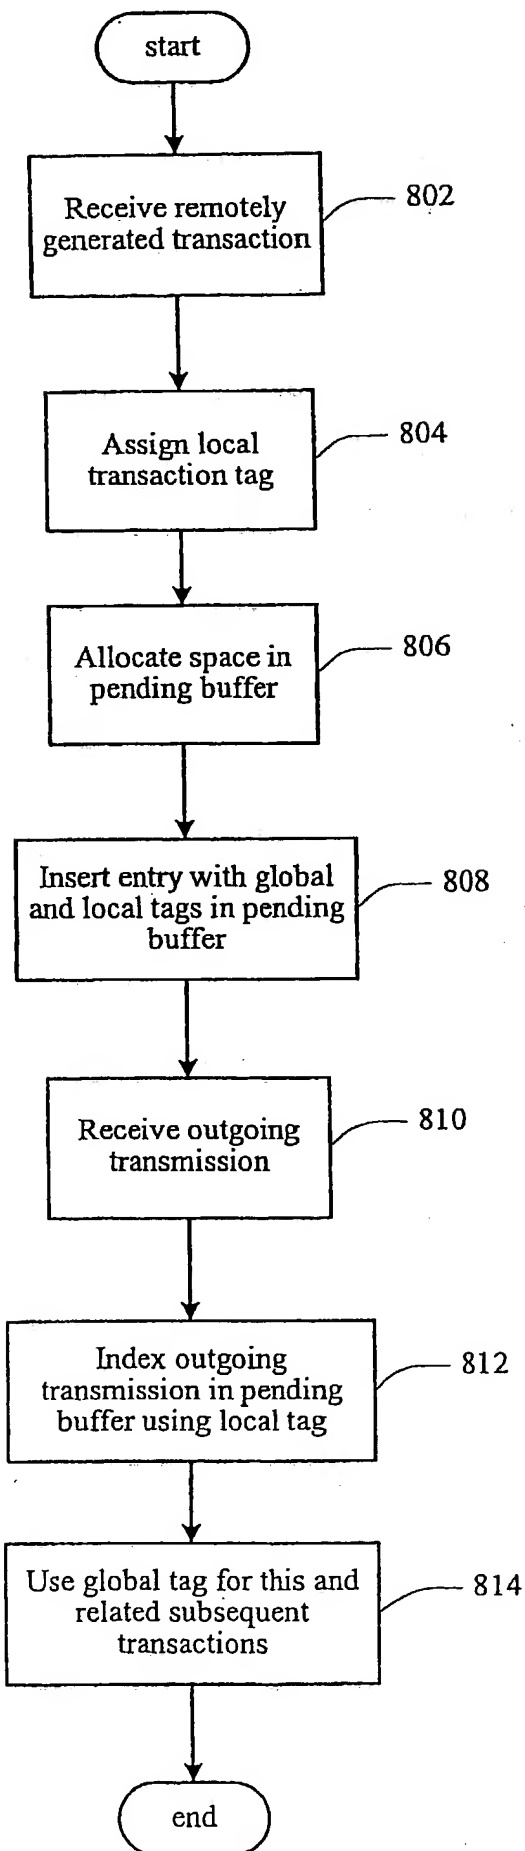 start
Receive remotely
generated transaction
802
Assign local
transaction tag
804
Allocate space in
pending buffer
806
Insert entry with global
and local tags in pending
buffer
808
Receive outgoing
transmission
810
Index outgoing
transmission in pending
buffer using local tag
812
Use global tag for this and
related subsequent
transactions
814
end